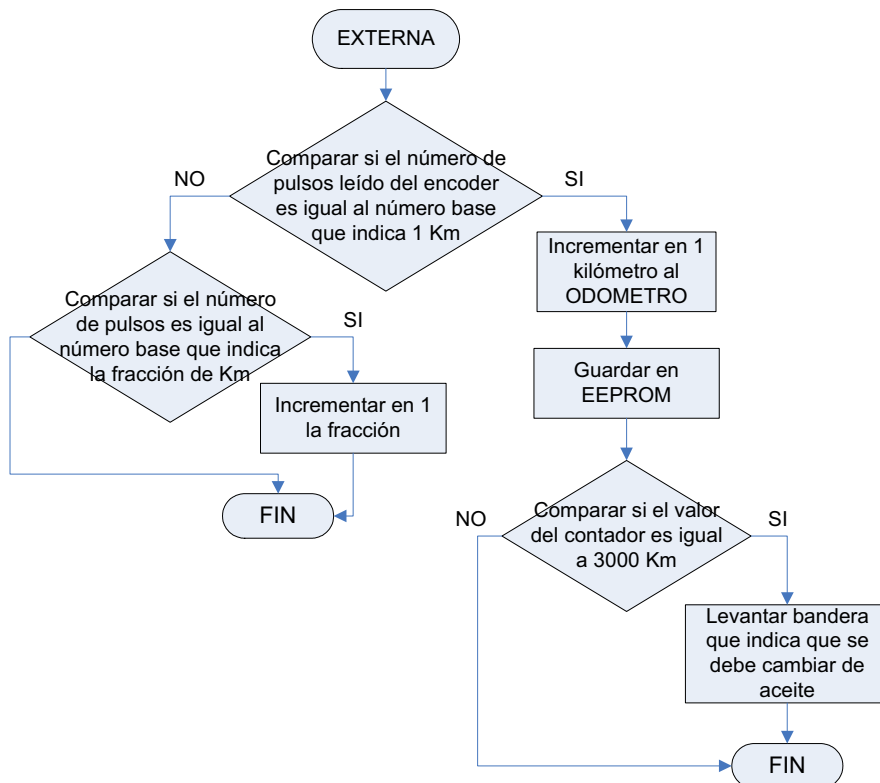 EXTERNA
Comparar si el número de
pulsos leído del encoder
es igual al número base
que indica 1 Km
NO
SI
Incrementar en 1
kilómetro al
ODOMETRO
Comparar si el número
de pulsos es igual al
número base que indica
la fracción de Km
SI
Guardar en
EEPROM
Incrementar en 1
la fracción
FIN
Comparar si el valor
del contador es igual
a 3000 Km
NO
SI
Levantar bandera
que indica que se
debe cambiar de
aceite
FIN